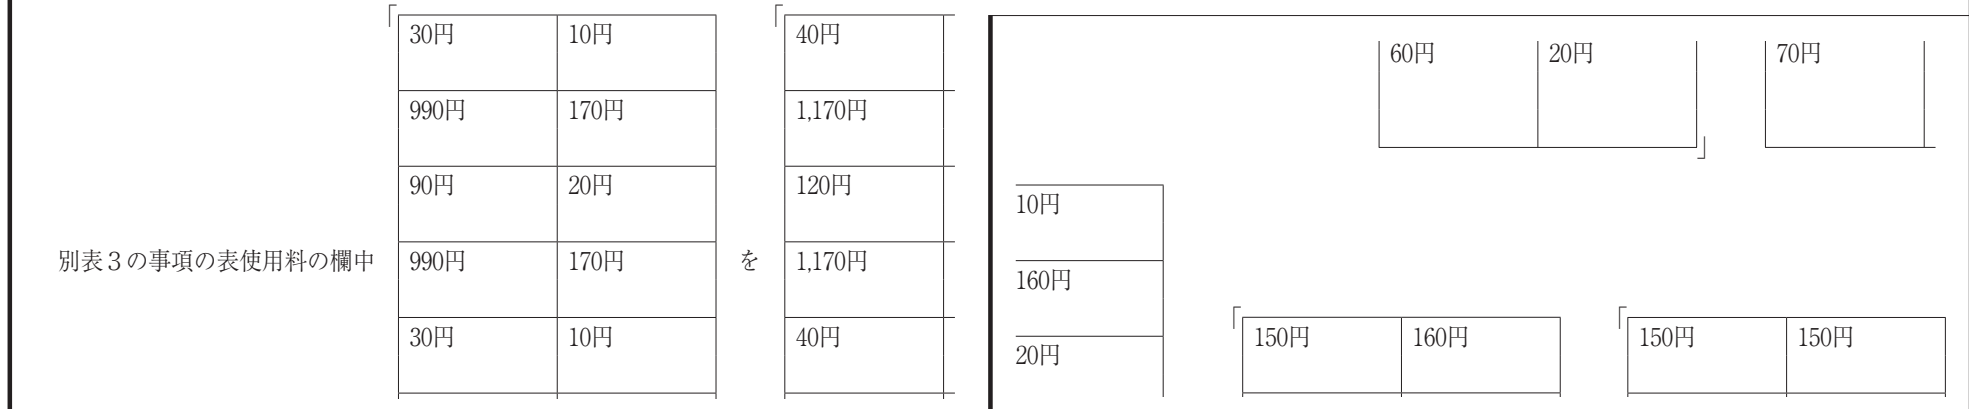 「
30円 10円
990円 170円
90円 20円
別表3の事項の表使用料の欄中 990円 170円 を
30円 10円
「
40円
1,170円
120円
1,170円
40円
60円 20円
」
70円
10円
160円
20円
「
150円 160円
「
150円 150円